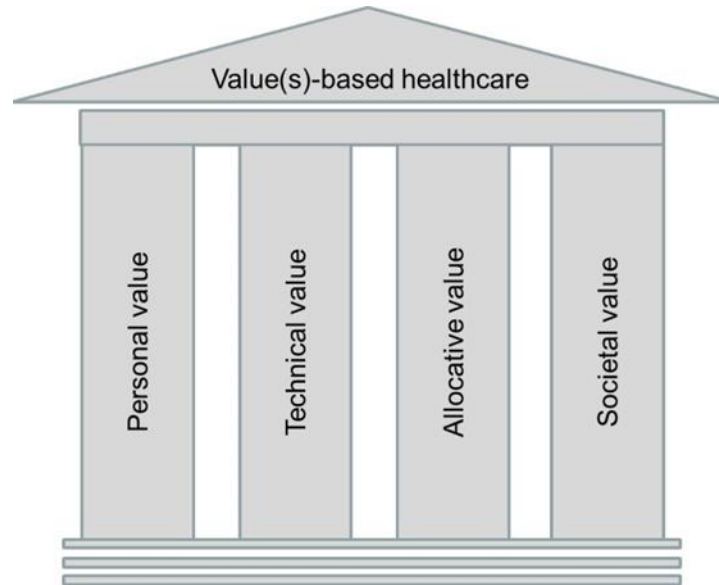 Value(s)-based healthcare
Personal value
Technical value
Allocative value
Societal value